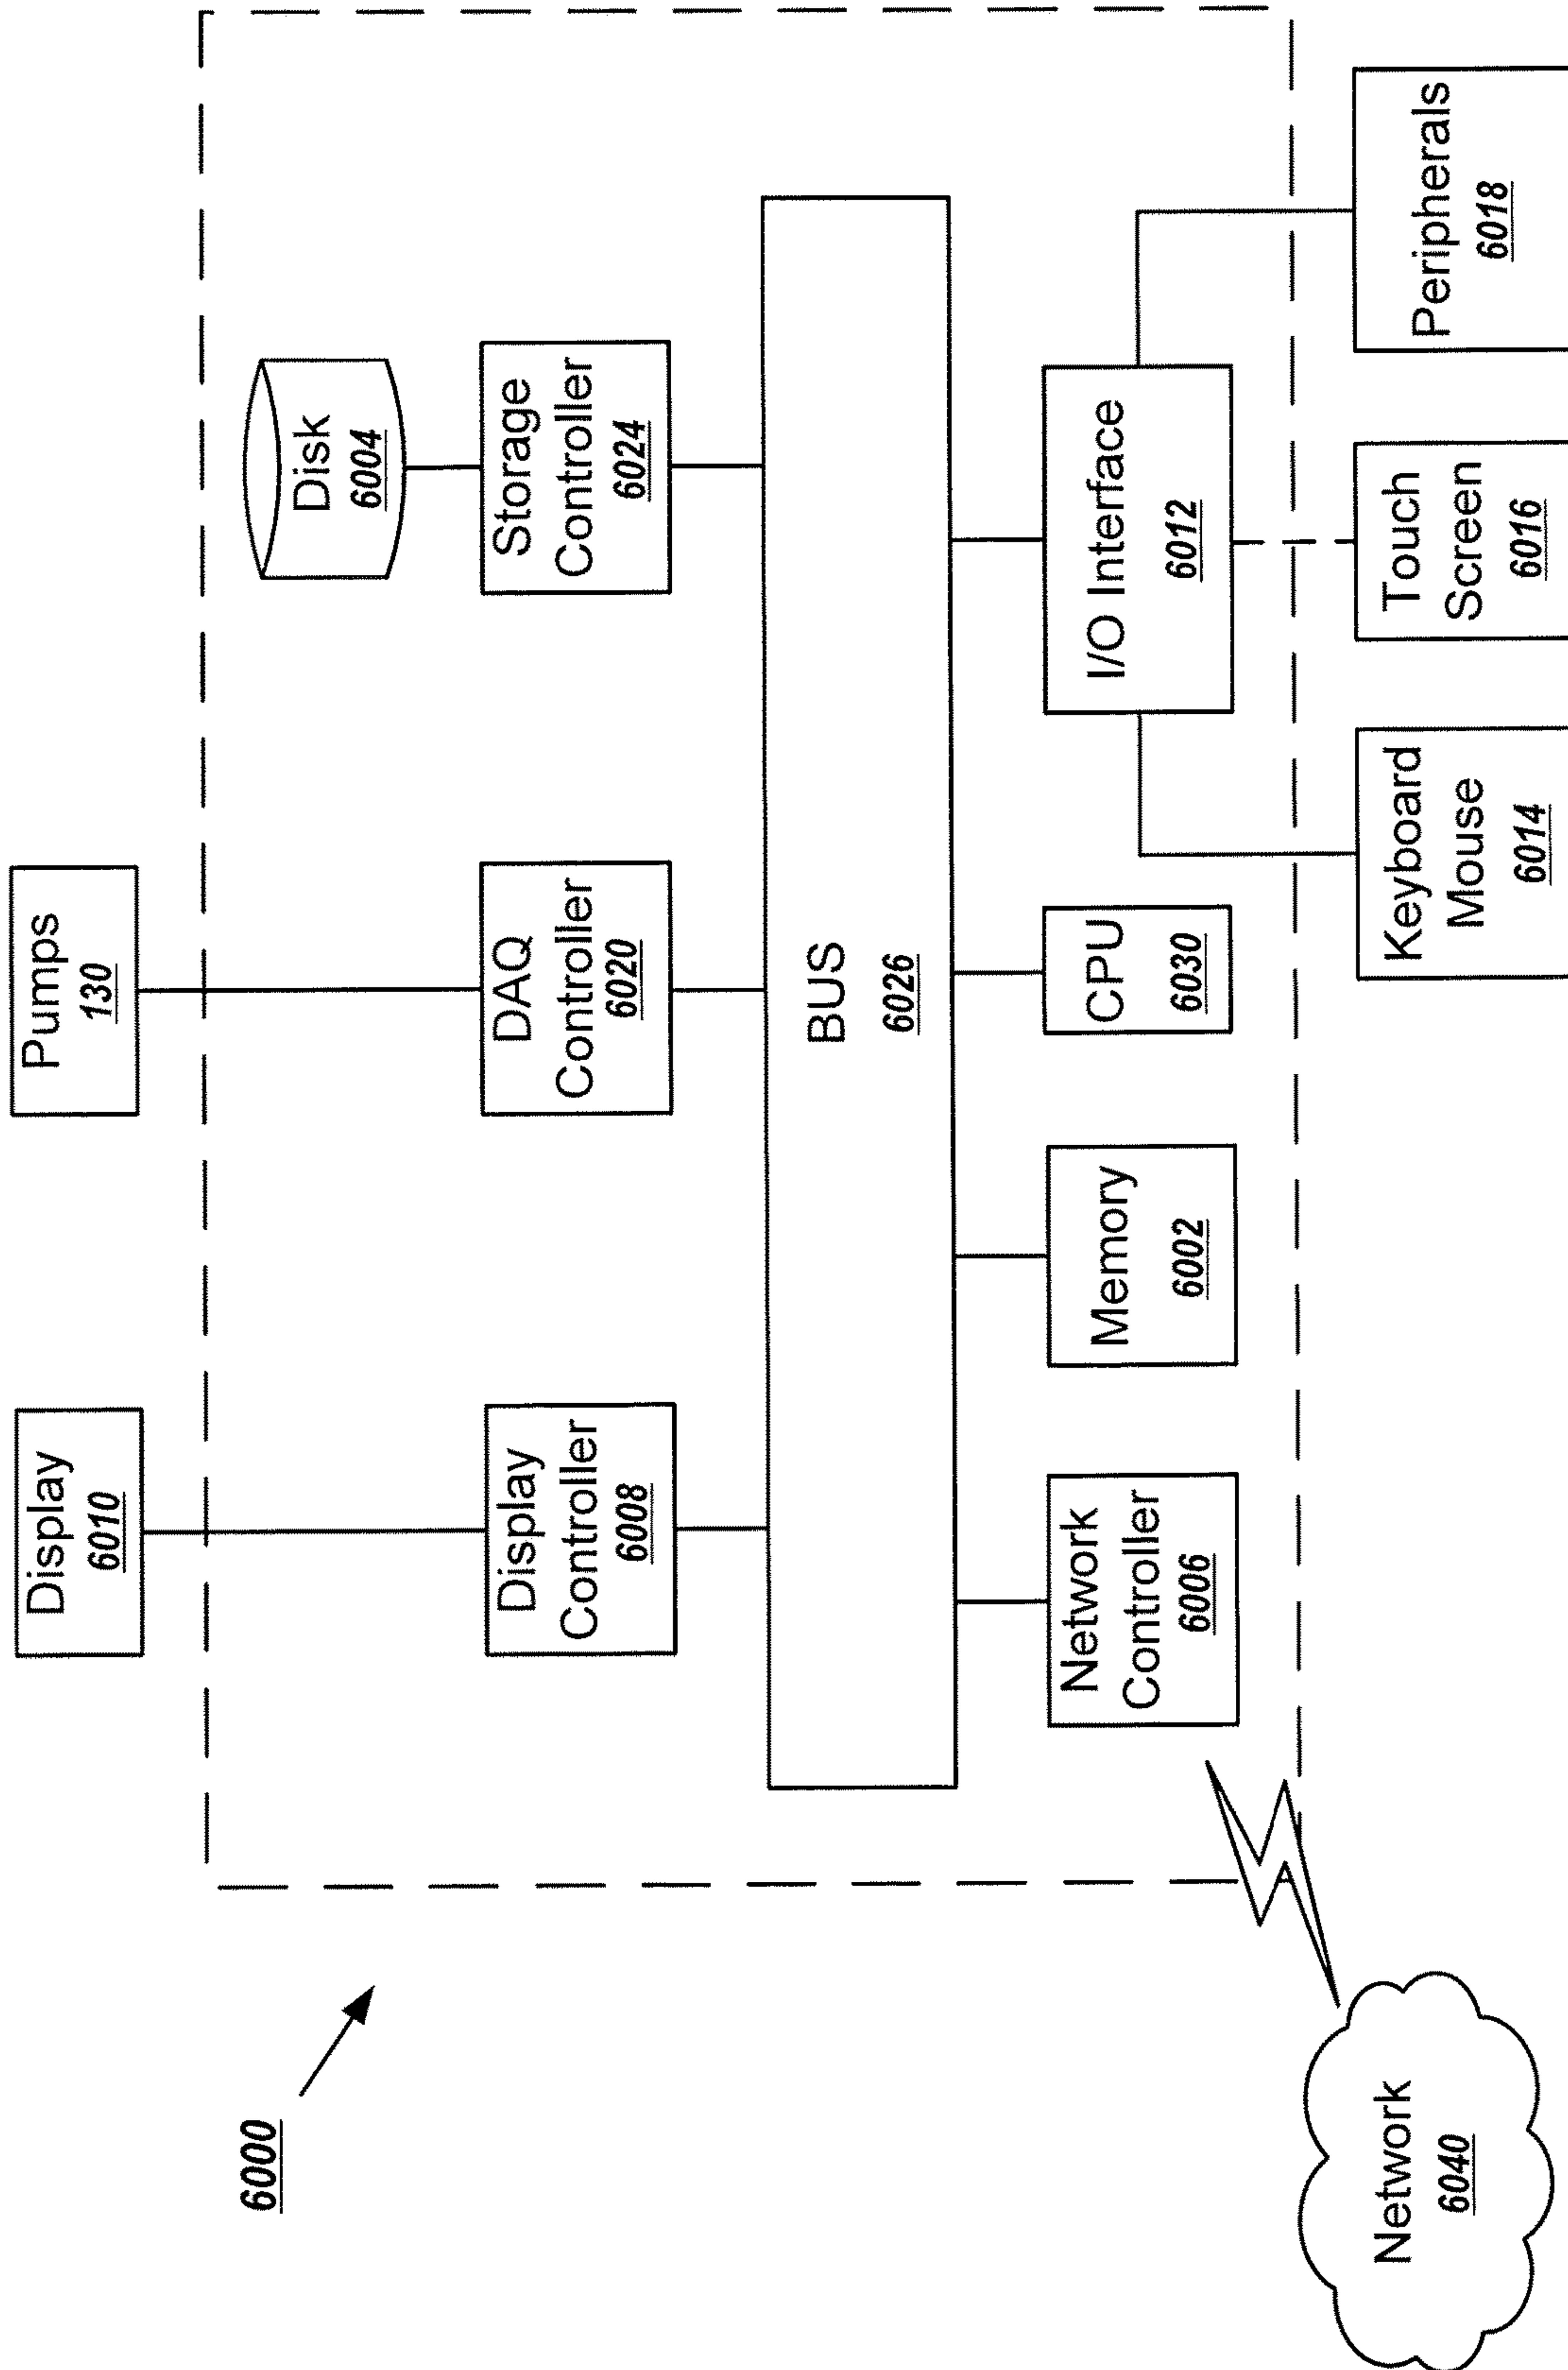 6000
Display
6010
Pumps
130
Disk
6004
Display
Controller
6008
DAQ
Controller
6020
Storage
Controller
6024
BUS
6026
Network
Controller
6006
Memory
6002
CPU
6030
I/O Interface
6012
Network
6040
Keyboard
Mouse
6014
Touch
Screen
6016
Peripherals
6018